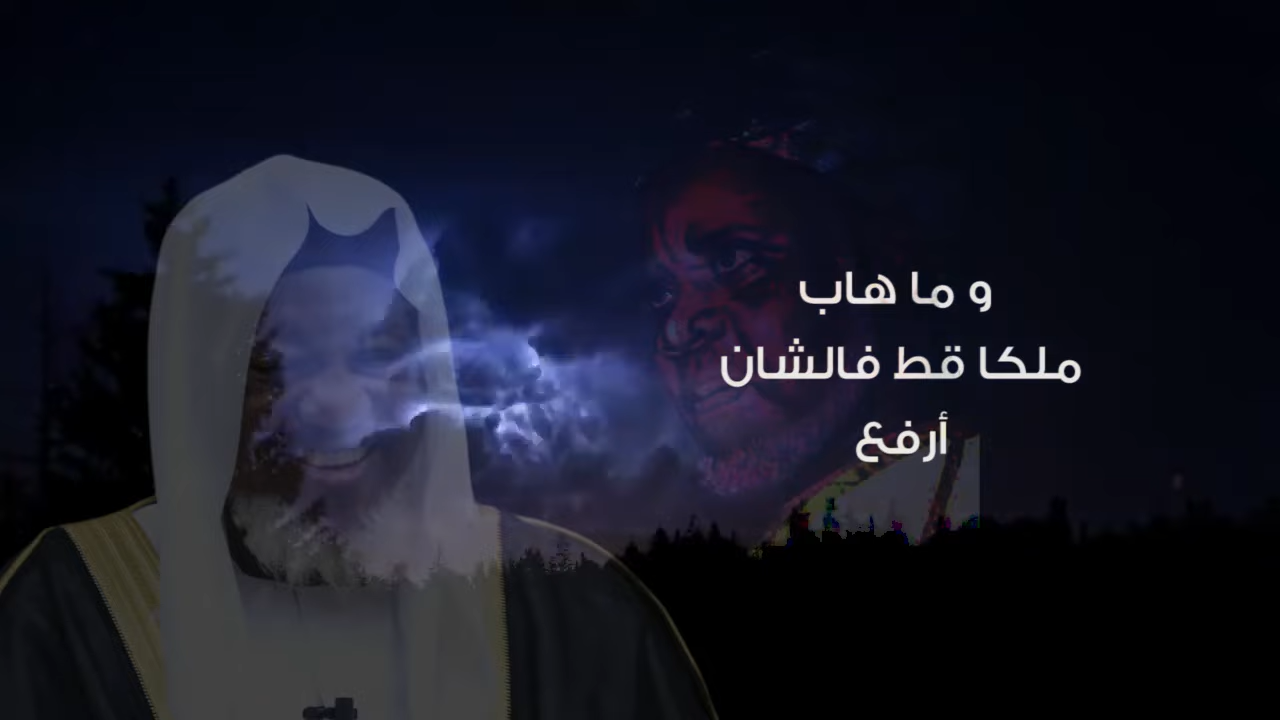 و ما هاب
ملكا قط فالشان
أرفع